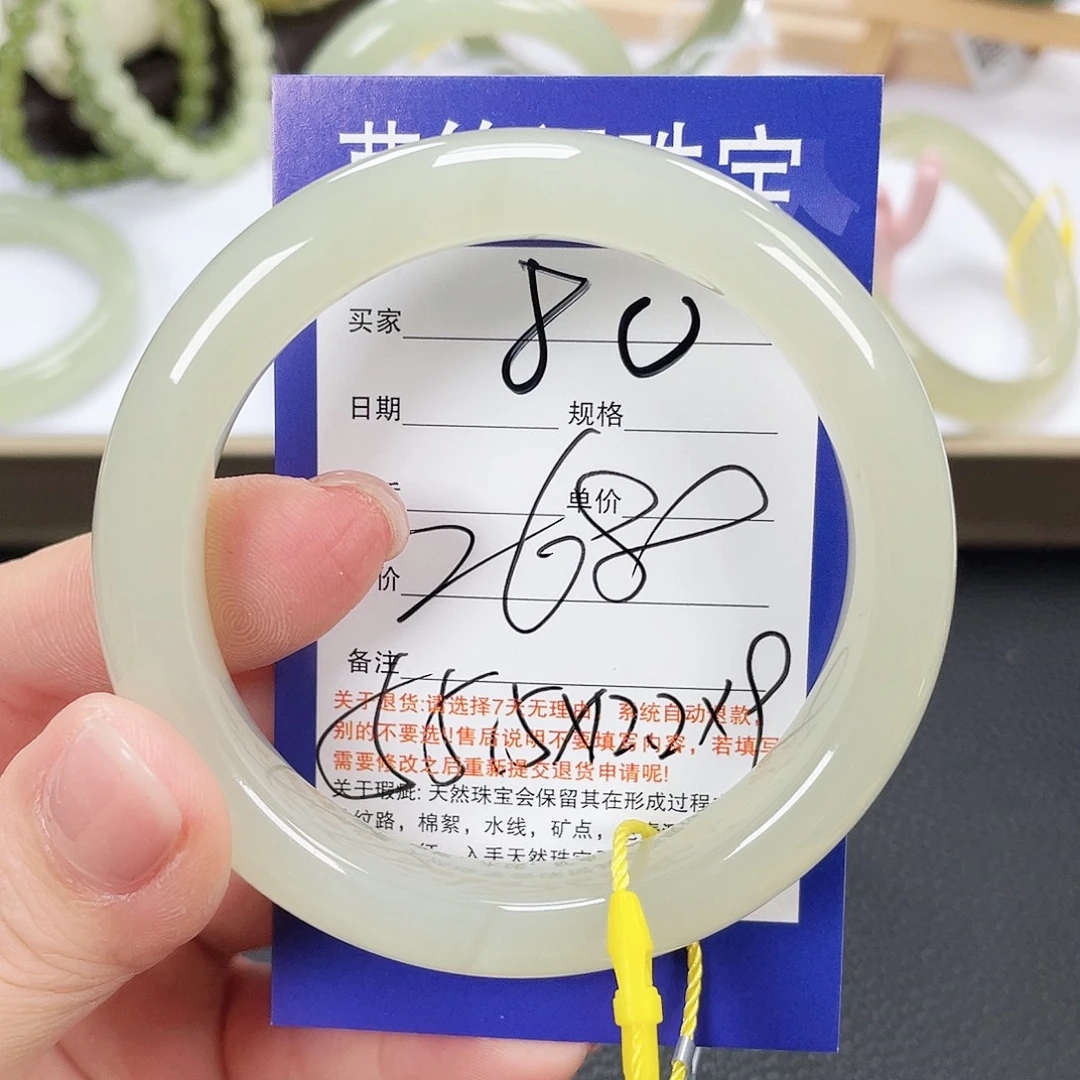 珠宝
买家 80
日期 规格
单价
2688
价
备注
55.5×22×9
关于退货:请选择7天无理由, 系统自动退款,
别的不要选!!售后说明不要填写内容, 若填写
需要修改之后重新提交退货申请呢!
关于瑕疵: 天然珠宝会保留其在形成过程
纹路, 棉絮, 水线, 矿点,
入手天然珠宝